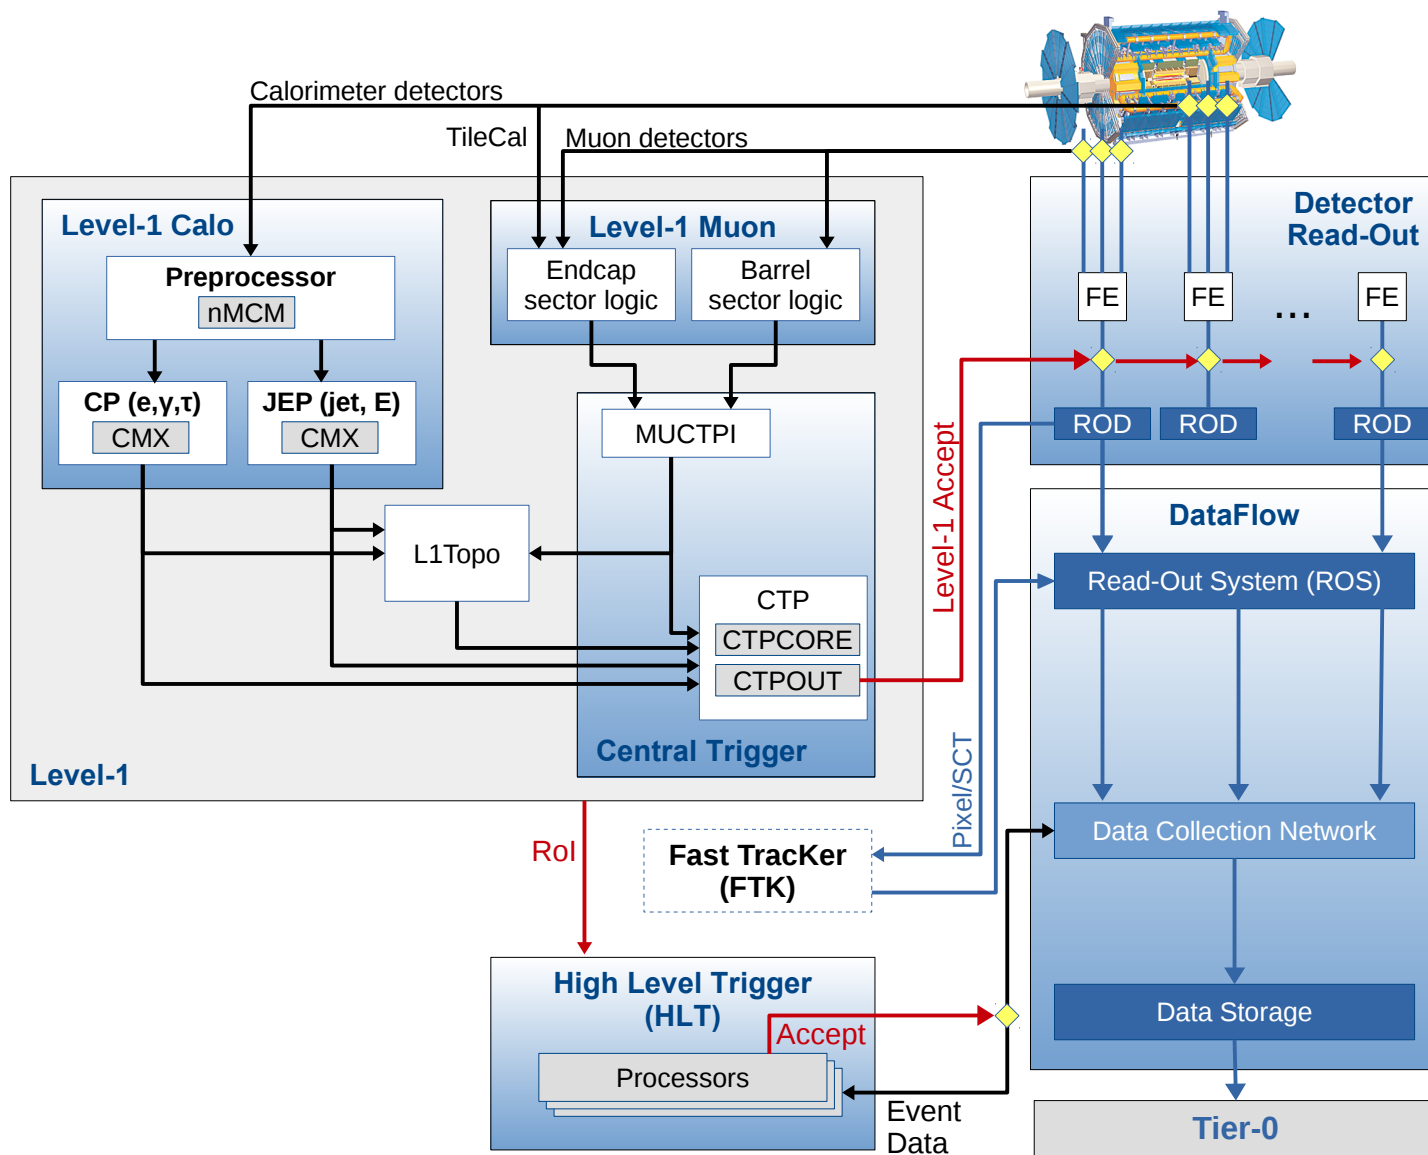 Calorimeter detectors
TileCal
Muon detectors
Level-1 Calo
Preprocessor
nMCM
CP (e,γ,τ)
CMX
JEP (jet, E)
CMX
Level-1 Muon
Endcap
sector logic
Barrel
sector logic
MUCTPI
L1Topo
CTP
CTPCORE
CTPOUT
Central Trigger
Level-1
Level-1 Accept
Detector
Read-Out
FE
FE
...
FE
ROD
ROD
ROD
DataFlow
Read-Out System (ROS)
Data Collection Network
Data Storage
Tier-0
Pixel/SCT
RoI
Fast TracKer
(FTK)
High Level Trigger
(HLT)
Accept
Processors
Event
Data